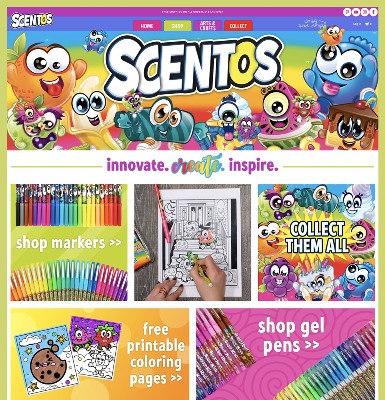 SCENTOS
HOME
SHOP
ARTS &
CRAFTS
COLLECT
SCENTOS
innovate. create. inspire.
shop markers >>
COLLECT
THEM ALL
free
printable
coloring
pages >>
shop gel
pens >>